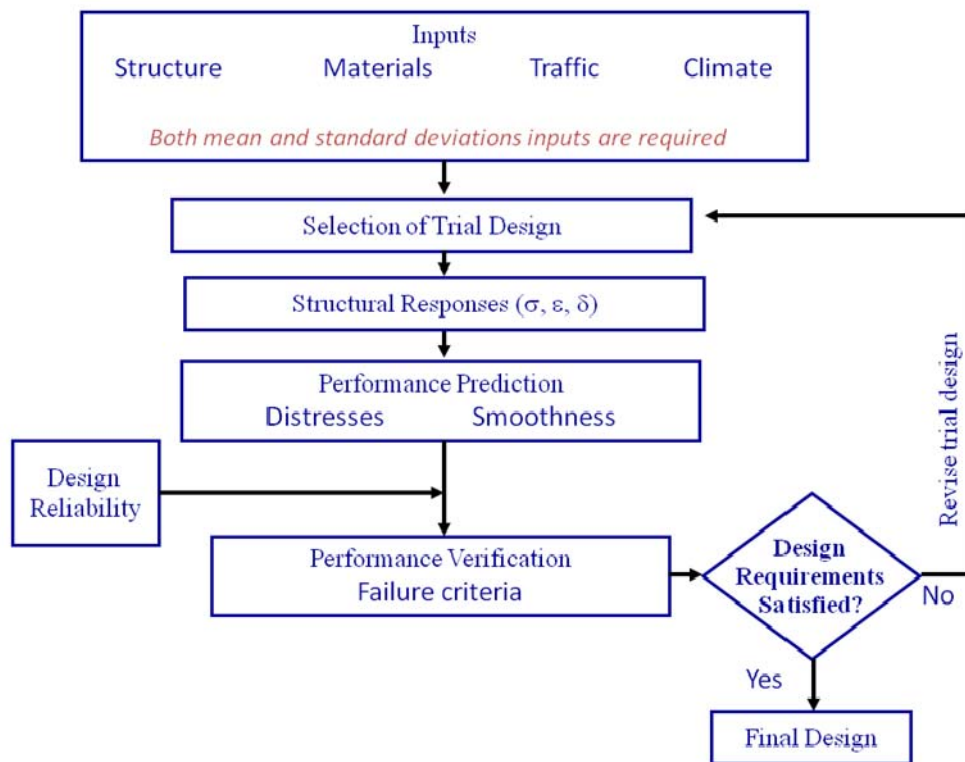 Inputs
Structure Materials Traffic Climate
Both mean and standard deviations inputs are required
Selection of Trial Design
Structural Responses (σ, ε, δ)
Performance Prediction
Distresses Smoothness
Design
Reliability
Performance Verification
Failure criteria
Design
Requirements
Satisfied?
No
Revise trial design
Yes
Final Design